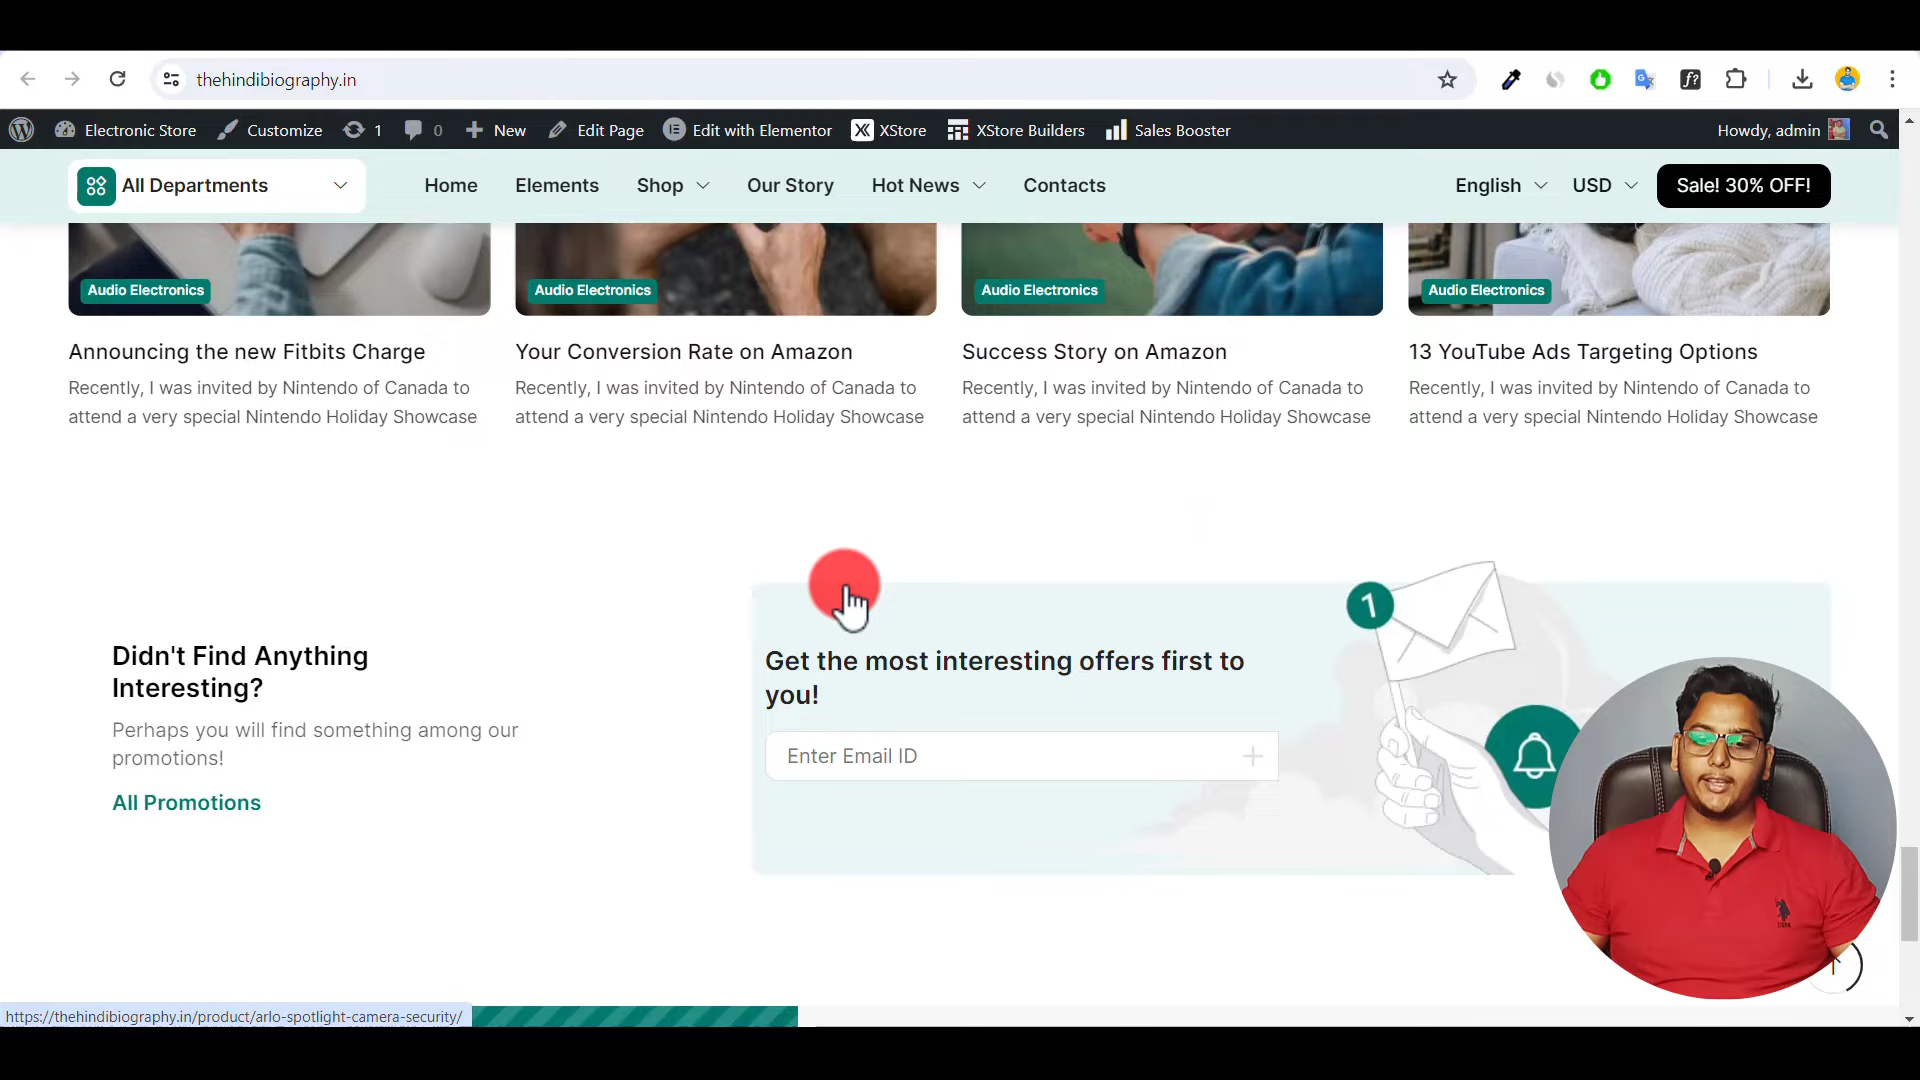 thehindibiography.in
Electronic Store Customize 1 0 New Edit Page Edit with Elementor XStore XStore Builders Sales Booster Howdy, admin
All Departments Home Elements Shop Our Story Hot News Contacts English USD Sale! 30% OFF!
Audio Electronics Audio Electronics Audio Electronics Audio Electronics
Announcing the new Fitbits Charge
Recently, I was invited by Nintendo of Canada to
attend a very special Nintendo Holiday Showcase
Your Conversion Rate on Amazon
Recently, I was invited by Nintendo of Canada to
attend a very special Nintendo Holiday Showcase
Success Story on Amazon
Recently, I was invited by Nintendo of Canada to
attend a very special Nintendo Holiday Showcase
13 YouTube Ads Targeting Options
Recently, I was invited by Nintendo of Canada to
attend a very special Nintendo Holiday Showcase
Didn't Find Anything
Interesting?
Perhaps you will find something among our
promotions!
All Promotions
Get the most interesting offers first to
you!
Enter Email ID
1
https://thehindibiography.in/product/arlo-spotlight-camera-security/